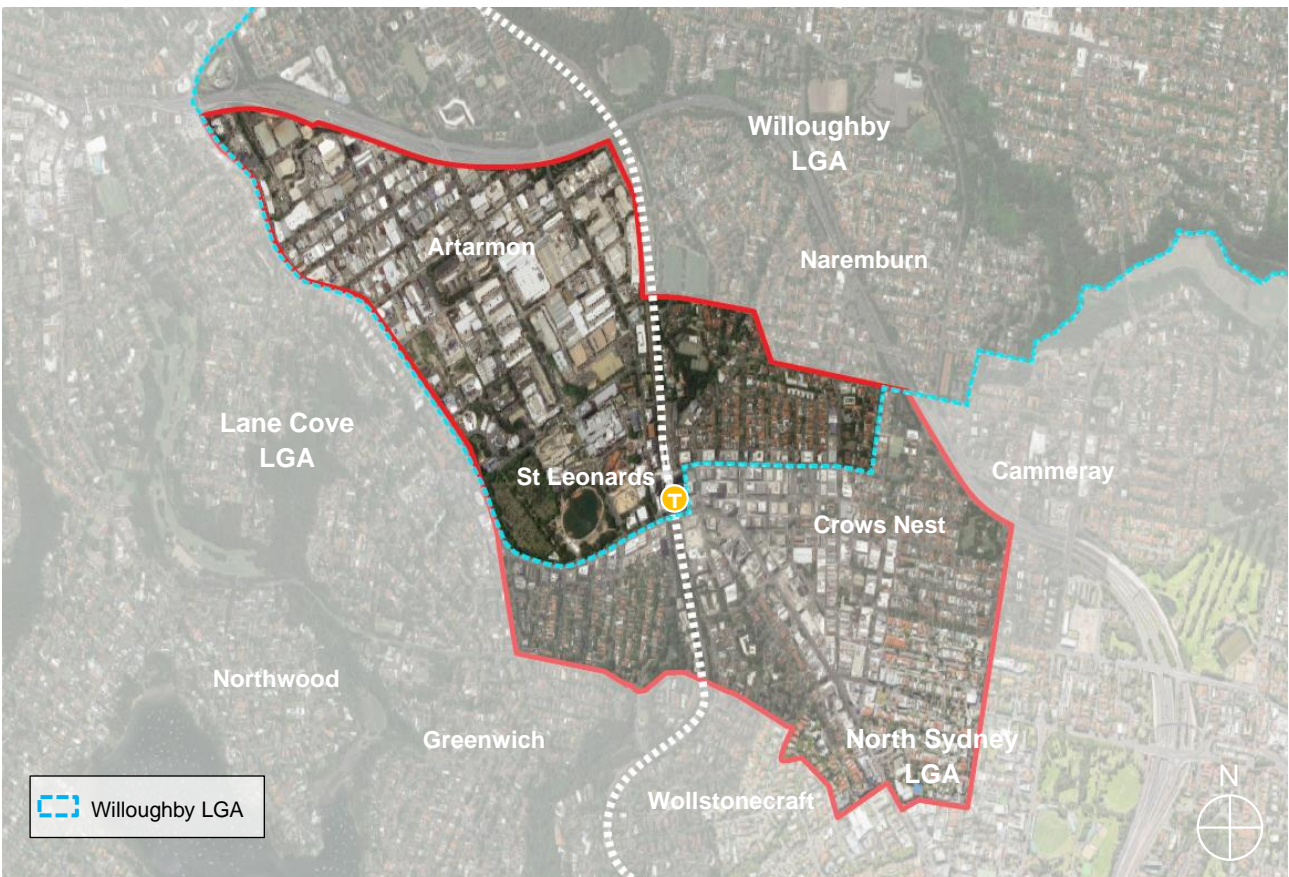 Willoughby
LGA
Artarmon
Naremburn
Lane Cove
LGA
St Leonards
Cammeray
T
Crows Nest
Northwood
Greenwich
North Sydney
LGA
N
Wollstonecraft
Willoughby LGA